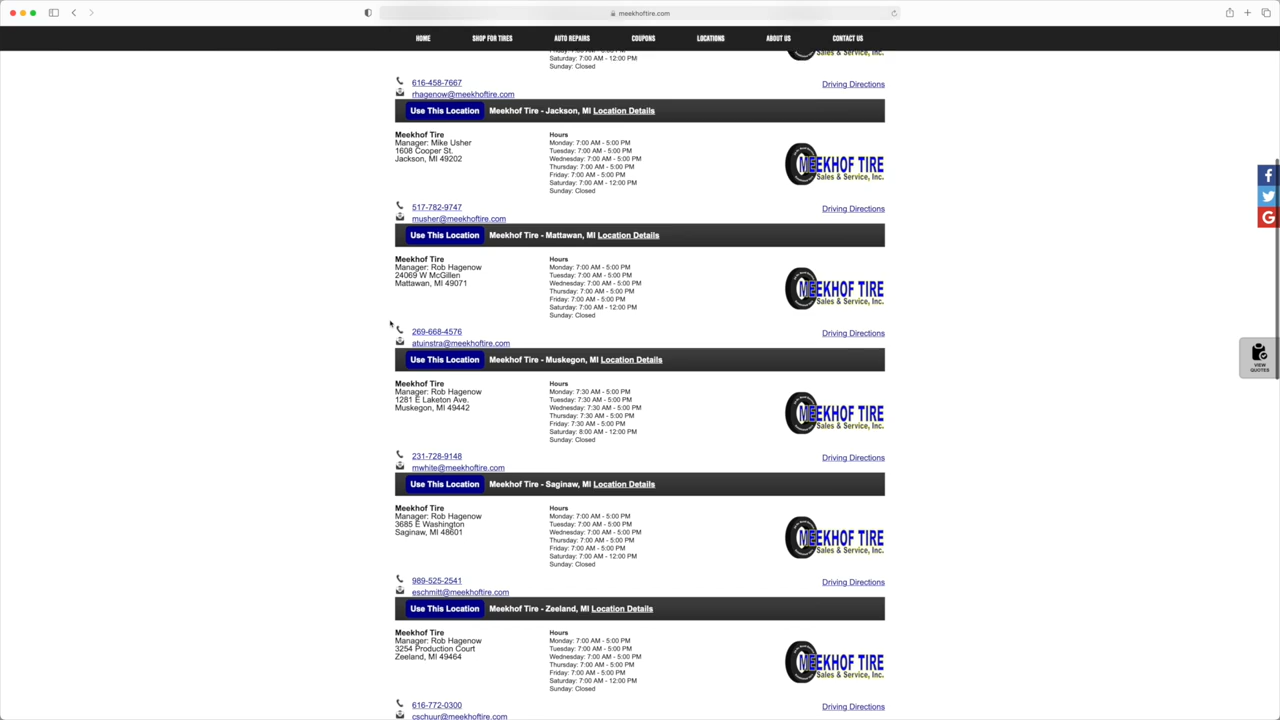 meekhoftire.com
HOME SHOP FOR TIRES AUTO REPAIRS COUPONS LOCATIONS ABOUT US CONTACT US
Saturday: 7:00 AM - 12:00 PM
Sunday: Closed
Sales & Service, Inc.
616-458-7667
rhagenow@meekhoftire.com
Driving Directions
Use This Location Meekhof Tire - Jackson, MI Location Details
Meekhof Tire
Manager: Mike Usher
1608 Cooper St.
Jackson, MI 49202
Hours
Monday: 7:00 AM - 5:00 PM
Tuesday: 7:00 AM - 5:00 PM
Wednesday: 7:00 AM - 5:00 PM
Thursday: 7:00 AM - 5:00 PM
Friday: 7:00 AM - 5:00 PM
Saturday: 7:00 AM - 12:00 PM
Sunday: Closed
MEEKHOF TIRE
Sales & Service, Inc.
517-782-9747
musher@meekhoftire.com
Driving Directions
Use This Location Meekhof Tire - Mattawan, MI Location Details
Meekhof Tire
Manager: Rob Hagenow
24069 W McGillen
Mattawan, MI 49071
Hours
Monday: 7:00 AM - 5:00 PM
Tuesday: 7:00 AM - 5:00 PM
Wednesday: 7:00 AM - 5:00 PM
Thursday: 7:00 AM - 5:00 PM
Friday: 7:00 AM - 5:00 PM
Saturday: 7:00 AM - 12:00 PM
Sunday: Closed
MEEKHOF TIRE
Sales & Service, Inc.
269-668-4576
atuinstra@meekhoftire.com
Driving Directions
Use This Location Meekhof Tire - Muskegon, MI Location Details
Meekhof Tire
Manager: Rob Hagenow
1281 E Laketon Ave.
Muskegon, MI 49442
Hours
Monday: 7:30 AM - 5:00 PM
Tuesday: 7:30 AM - 5:00 PM
Wednesday: 7:30 AM - 5:00 PM
Thursday: 7:30 AM - 5:00 PM
Friday: 7:30 AM - 5:00 PM
Saturday: 8:00 AM - 12:00 PM
Sunday: Closed
MEEKHOF TIRE
Sales & Service, Inc.
231-728-9148
mwhite@meekhoftire.com
Driving Directions
Use This Location Meekhof Tire - Saginaw, MI Location Details
Meekhof Tire
Manager: Rob Hagenow
3685 E Washington
Saginaw, MI 48601
Hours
Monday: 7:00 AM - 5:00 PM
Tuesday: 7:00 AM - 5:00 PM
Wednesday: 7:00 AM - 5:00 PM
Thursday: 7:00 AM - 5:00 PM
Friday: 7:00 AM - 5:00 PM
Saturday: 7:00 AM - 12:00 PM
Sunday: Closed
MEEKHOF TIRE
Sales & Service, Inc.
989-525-2541
eschmitt@meekhoftire.com
Driving Directions
Use This Location Meekhof Tire - Zeeland, MI Location Details
Meekhof Tire
Manager: Rob Hagenow
3254 Production Court
Zeeland, MI 49464
Hours
Monday: 7:00 AM - 5:00 PM
Tuesday: 7:00 AM - 5:00 PM
Wednesday: 7:00 AM - 5:00 PM
Thursday: 7:00 AM - 5:00 PM
Friday: 7:00 AM - 5:00 PM
Saturday: 7:00 AM - 12:00 PM
Sunday: Closed
MEEKHOF TIRE
Sales & Service, Inc.
616-772-0300
cschuur@meekhoftire.com
Driving Directions
VIEW
QUOTES